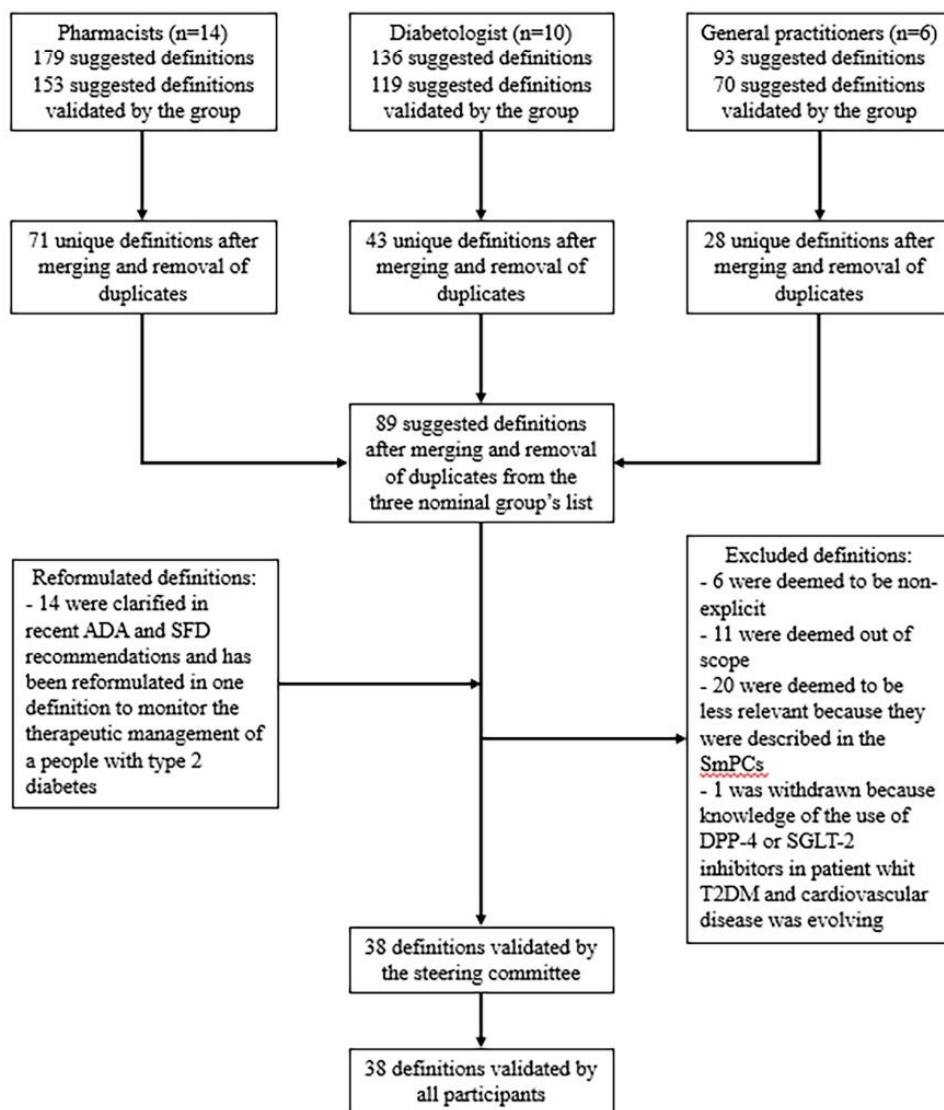 Pharmacists (n=14)
179 suggested definitions
153 suggested definitions
validated by the group
Diabetologist (n=10)
136 suggested definitions
119 suggested definitions
validated by the group
General practitioners (n=6)
93 suggested definitions
70 suggested definitions
validated by the group
71 unique definitions after
merging and removal of
duplicates
43 unique definitions after
merging and removal of
duplicates
28 unique definitions after
merging and removal of
duplicates
89 suggested definitions
after merging and removal
of duplicates from the
three nominal group's list
Reformulated definitions:
- 14 were clarified in
recent ADA and SFD
recommendations and has
been reformulated in one
definition to monitor the
therapeutic management of
a people with type 2
diabetes
Excluded definitions:
- 6 were deemed to be non-
explicit
- 11 were deemed out of
scope
- 20 were deemed to be
less relevant because they
were described in the
SmPCs
- 1 was withdrawn because
knowledge of the use of
DPP-4 or SGLT-2
inhibitors in patient whit
T2DM and cardiovascular
disease was evolving
38 definitions validated by
the steering committee
38 definitions validated by
all participants